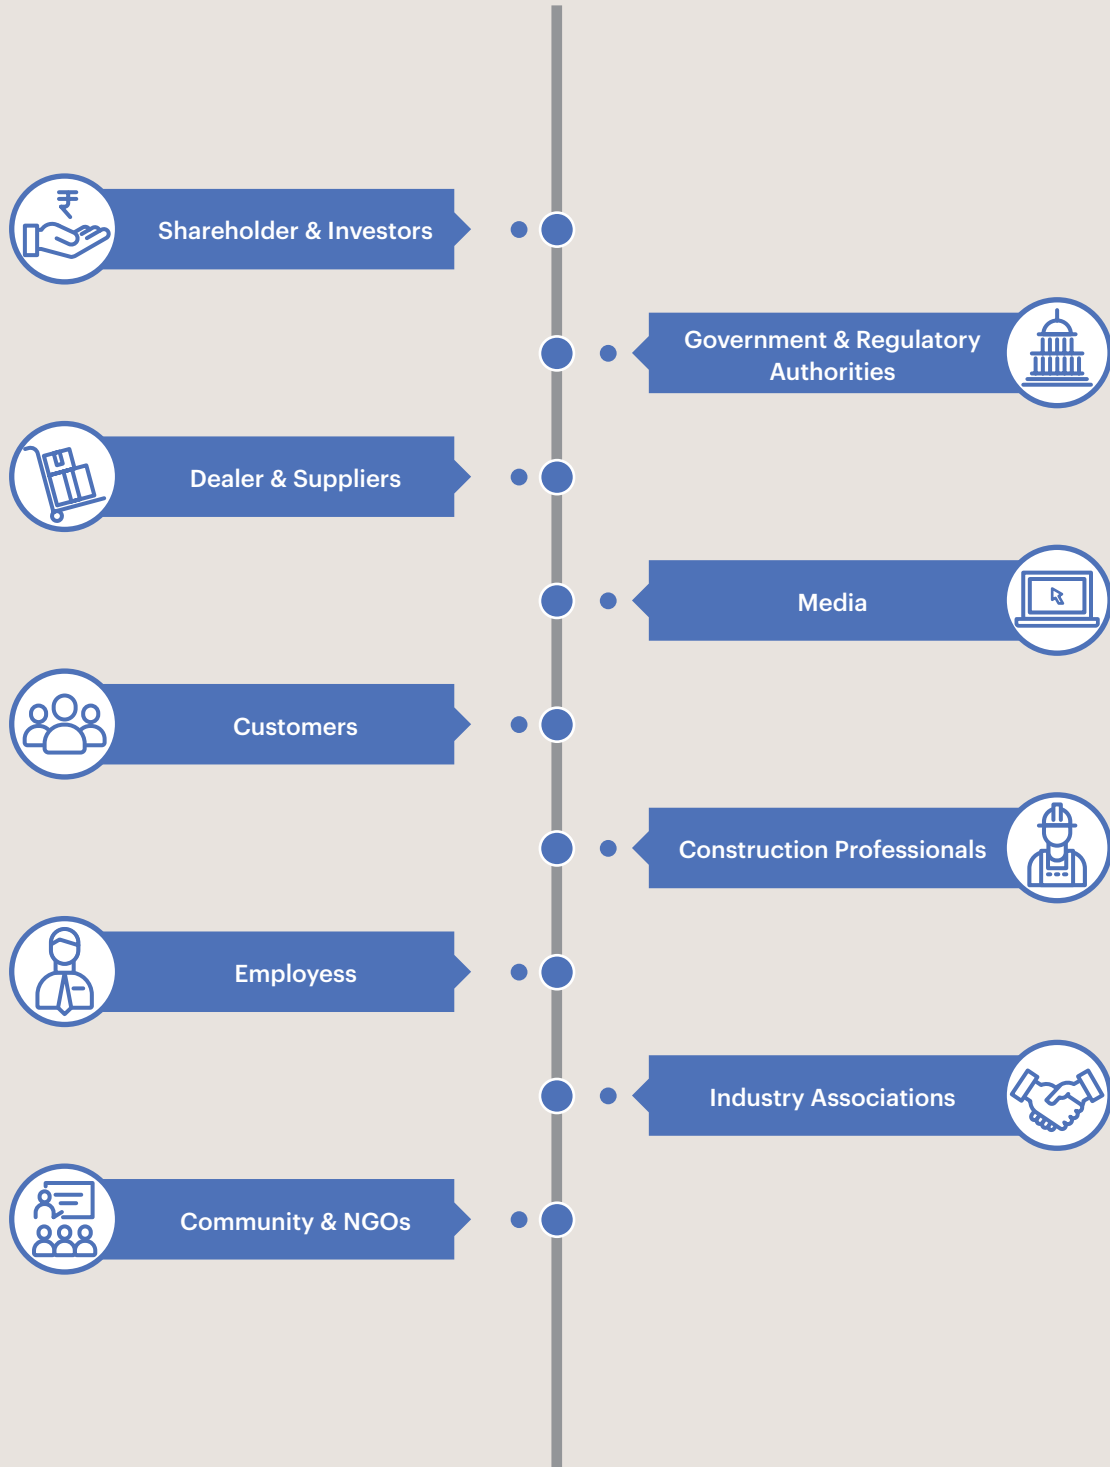 Shareholder & Investors
Government & Regulatory
Authorities
Dealer & Suppliers
Media
Customers
Construction Professionals
Employess
Industry Associations
Community & NGOs